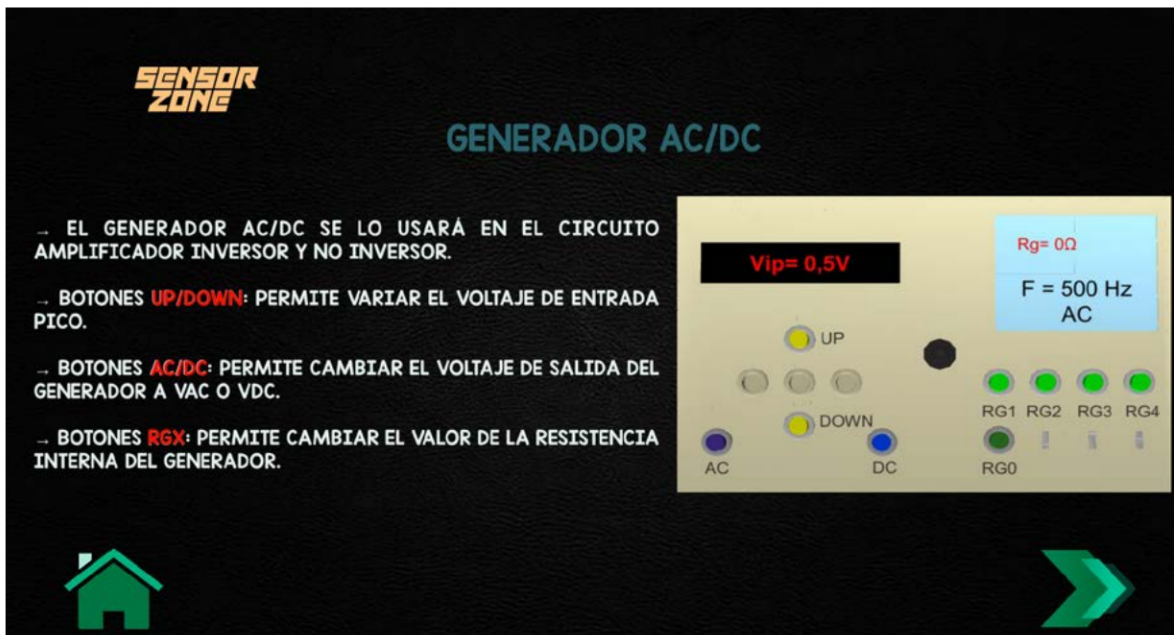 SENSOR
ZONE
GENERADOR AC/DC
→ EL GENERADOR AC/DC SE LO USARÁ EN EL CIRCUITO
AMPLIFICADOR INVERSOR Y NO INVERSOR.
→ BOTONES UP/DOWN: PERMITE VARIAR EL VOLTAJE DE ENTRADA
PICO.
→ BOTONES AC/DC: PERMITE CAMBIAR EL VOLTAJE DE SALIDA DEL
GENERADOR A VAC O VDC.
→ BOTONES RGX: PERMITE CAMBIAR EL VALOR DE LA RESISTENCIA
INTERNA DEL GENERADOR.
Vip= 0,5V
Rg= 0Ω
F = 500 Hz
AC
UP
DOWN
AC
DC
RG1 RG2 RG3 RG4
RG0